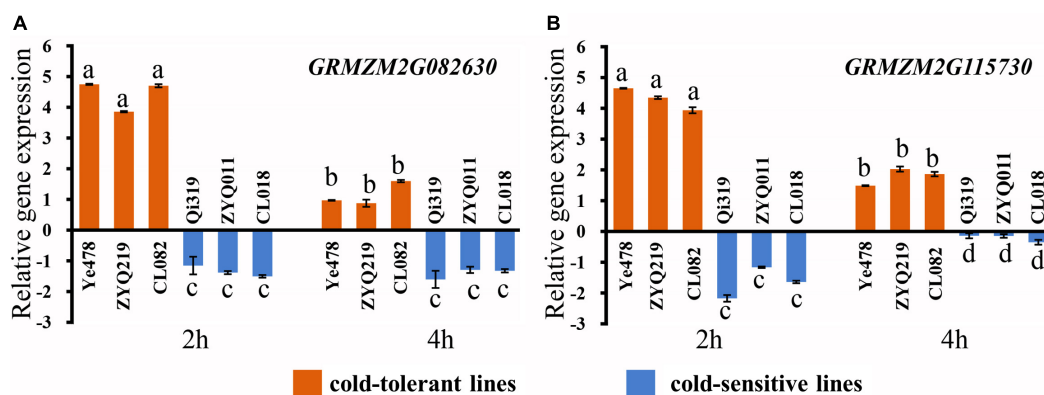 A
GRMZM2G082630
Relative gene expression
6
5
4
3
2
1
0
-1
-2
-3
a
a
a
Qi319
ZYQ011
CL018
Ye478
ZYQ219
CL082
c
c
c
2h
b
b
b
Qi319
ZYQ011
CL018
Ye478
ZYQ219
CL082
c
c
c
4h
B
GRMZM2G115730
Relative gene expression
6
5
4
3
2
1
0
-1
-2
-3
a
a
a
Qi319
ZYQ011
CL018
Ye478
ZYQ219
CL082
c
c
c
2h
b
b
b
Qi319
ZYQ011
CL018
Ye478
ZYQ219
CL082
d
d
d
4h
cold-tolerant lines
cold-sensitive lines